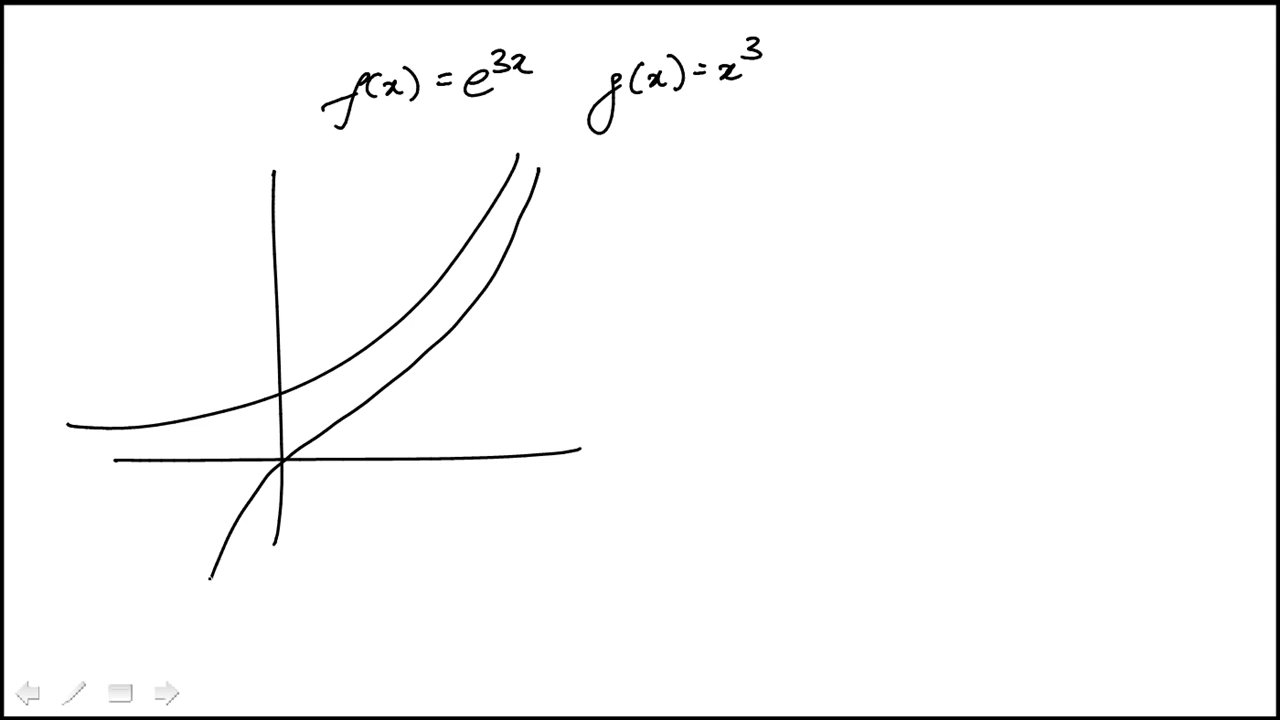 f(x) = e^{3x} g(x) = x^3